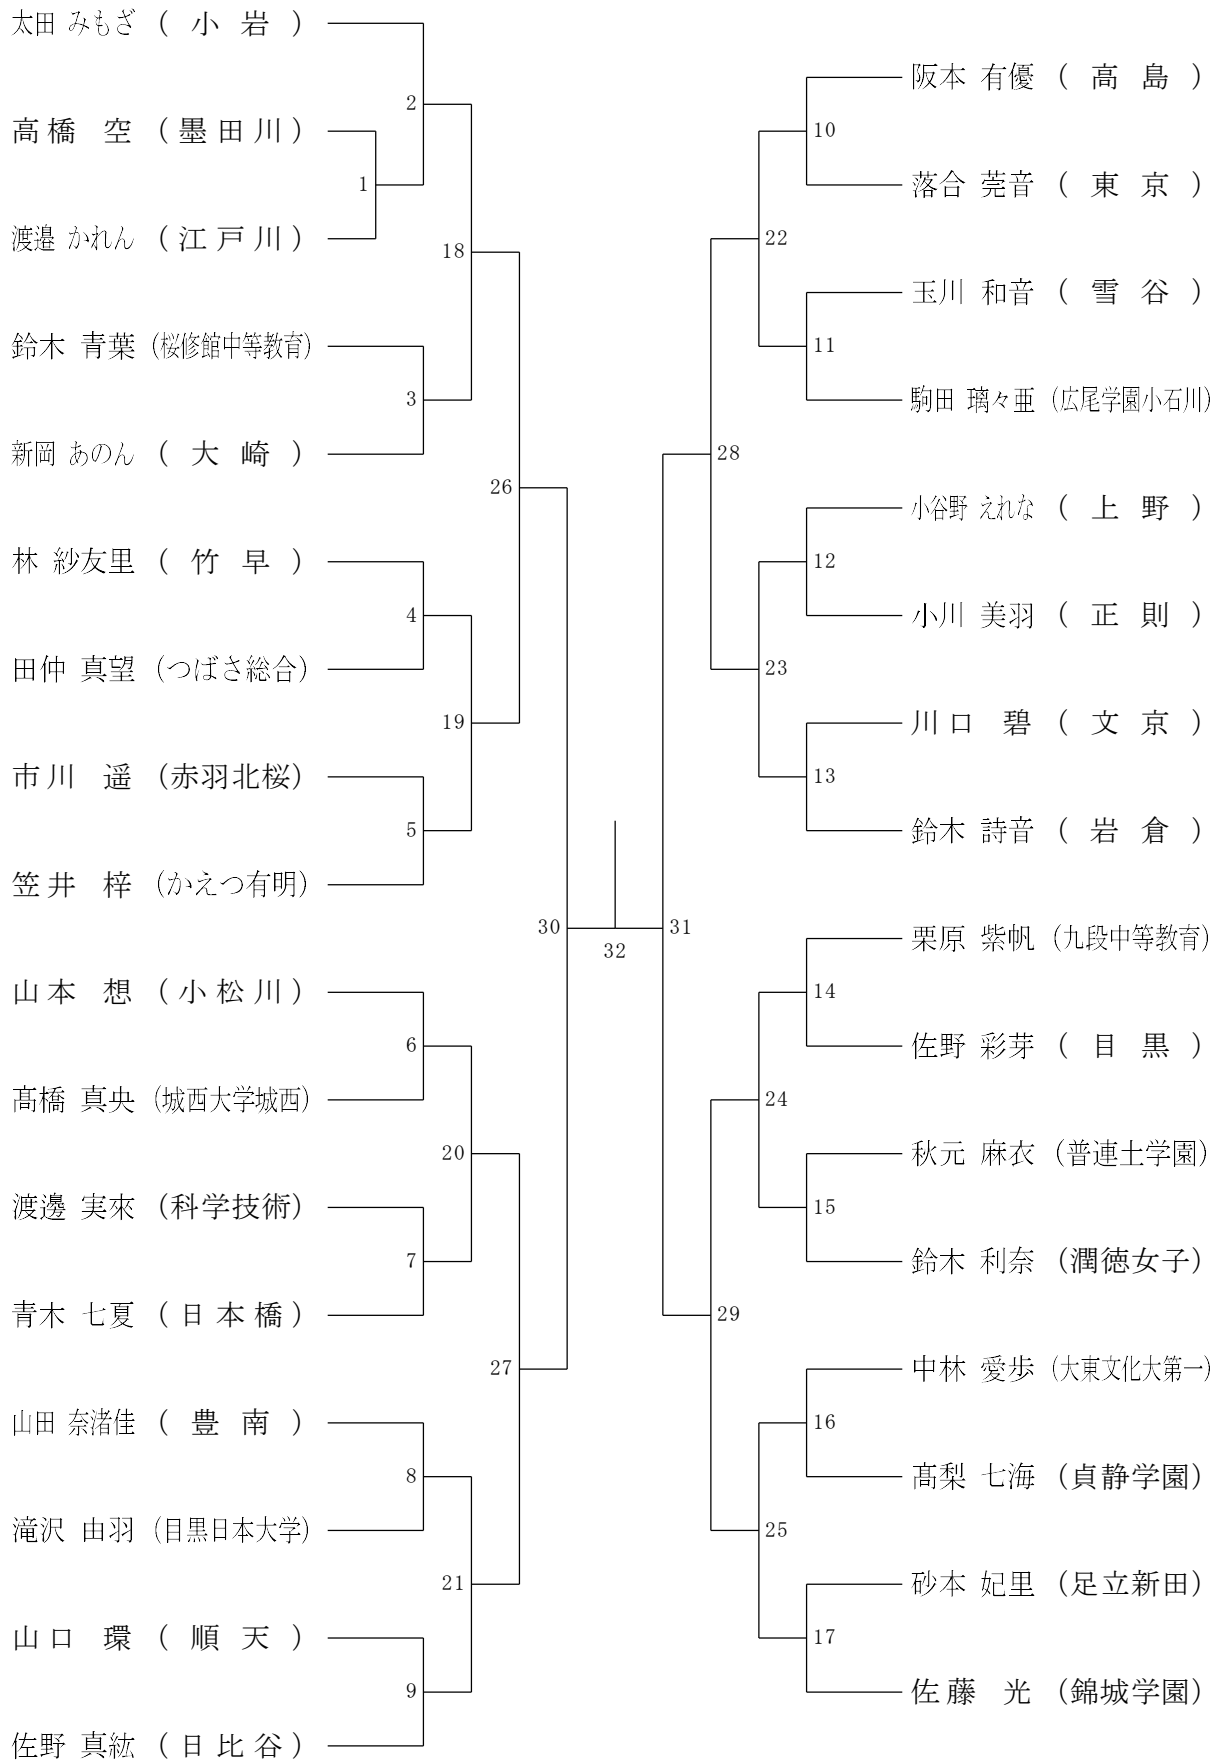 太田 みもざ ( 小 岩 )
2
高橋 空 ( 墨田川 )
1
渡邉 かれん ( 江戸川 )
18
鈴木 青葉 (桜修館中等教育)
3
新岡 あのん ( 大 崎 )
26
林 紗友里 ( 竹 早 )
4
田仲 真望 (つばさ総合)
19
市川 遥 (赤羽北桜)
5
笠井 梓 (かえつ有明)
30
山本 想 ( 小松川 )
6
髙橋 真央 (城西大学城西)
20
渡邊 実來 (科学技術)
7
青木 七夏 ( 日本橋 )
27
山田 奈渚佳 ( 豊 南 )
8
滝沢 由羽 (目黒日本大学)
21
山口 環 ( 順 天 )
9
佐野 真紘 ( 日比谷 )
32
阪本 有優 ( 高 島 )
10
落合 莞音 ( 東 京 )
22
玉川 和音 ( 雪 谷 )
11
駒田 璃々亜 (広尾学園小石川)
28
小谷野 えれな ( 上 野 )
12
小川 美羽 ( 正 則 )
23
川口 碧 ( 文 京 )
13
鈴木 詩音 ( 岩 倉 )
31
栗原 紫帆 (九段中等教育)
14
佐野 彩芽 ( 目 黒 )
24
秋元 麻衣 (普連土学園)
15
鈴木 利奈 (潤徳女子)
29
中林 愛歩 (大東文化大第一)
16
髙梨 七海 (貞静学園)
25
砂本 妃里 (足立新田)
17
佐藤 光 (錦城学園)